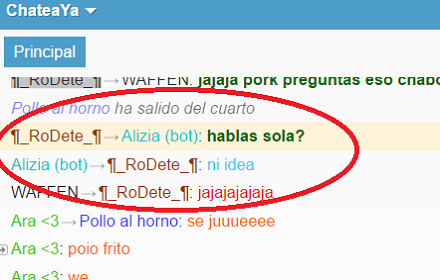 ChateaYa
Principal
¶_RoDete_¶→WAFFEN: jajaja pork preguntas eso chabo
Pollo al horno ha salido del cuarto
¶_RoDete_¶→Alizia (bot): hablas sola?
Alizia (bot)→¶_RoDete_¶: ni idea
WAFFEN→¶_RoDete_¶: jajajajajaja
Ara <3→Pollo al horno: se juuueeee
Ara <3: poio frito
Ara <3: we